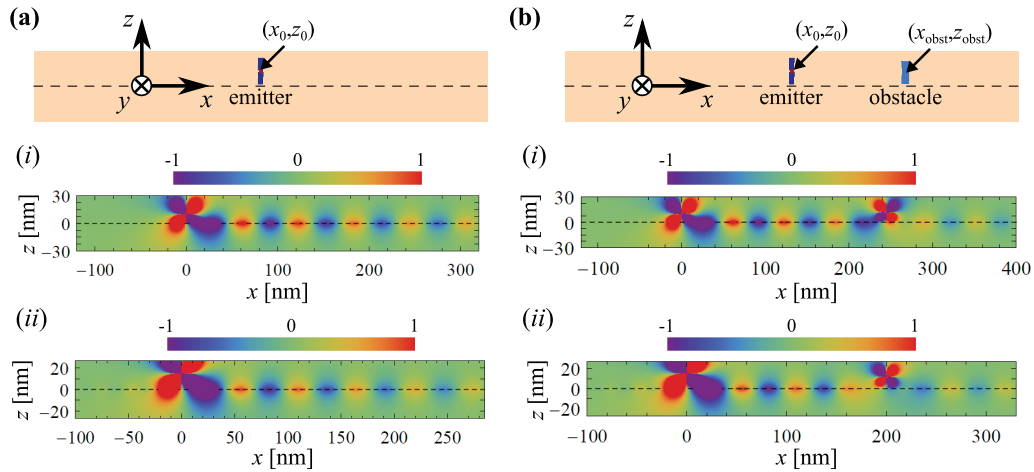 (a)
z
(x₀,z₀)
y
x
emitter
(b)
z
(x₀,z₀)
(x_obst,z_obst)
y
x
emitter
obstacle
(i)
-1 0 1
30
0
−30
z [nm]
−100 0 100 200 300
x [nm]
(i)
-1 0 1
30
0
−30
z [nm]
−100 0 100 200 300 400
x [nm]
(ii)
-1 0 1
20
0
−20
z [nm]
−100 −50 0 50 100 150 200 250
x [nm]
(ii)
-1 0 1
20
0
−20
z [nm]
−100 0 100 200 300
x [nm]